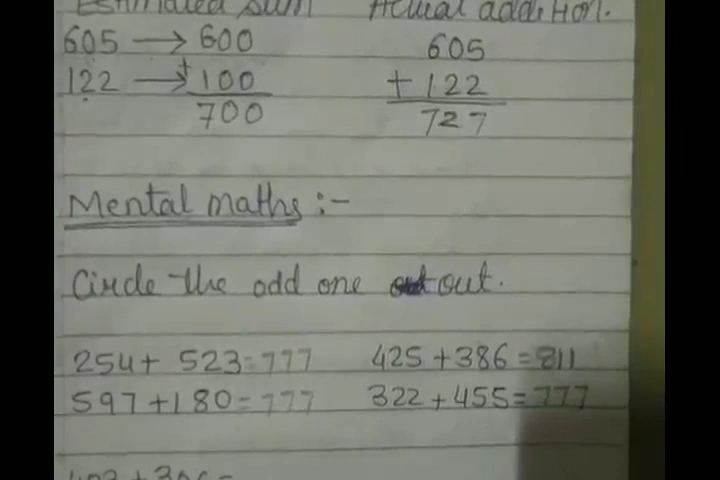 Estimated sum Actual addition.
605 → 600 605
122 → + 100 + 122
700 727
Mental maths :-
Circle the odd one out.
254+ 523=777 425 +386 =811
597+180=777 322 +455=777